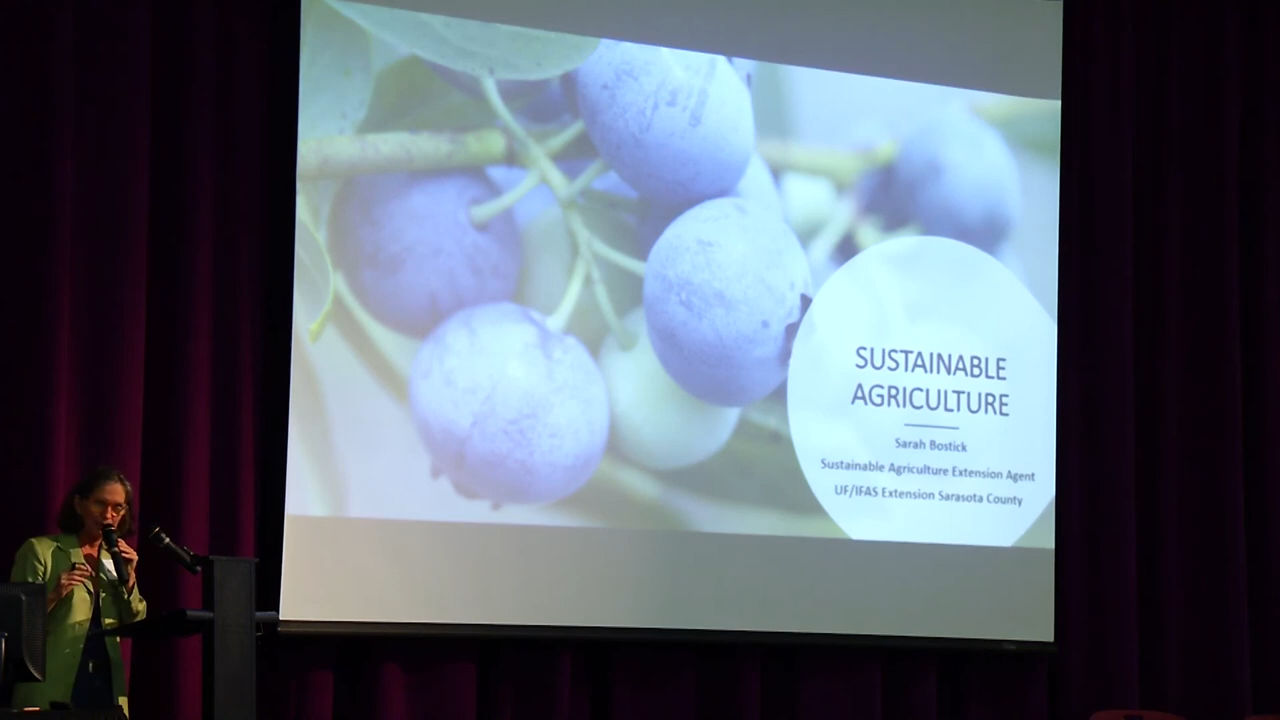 SUSTAINABLE
AGRICULTURE
Sarah Bostick
Sustainable Agriculture Extension Agent
UF/IFAS Extension Sarasota County